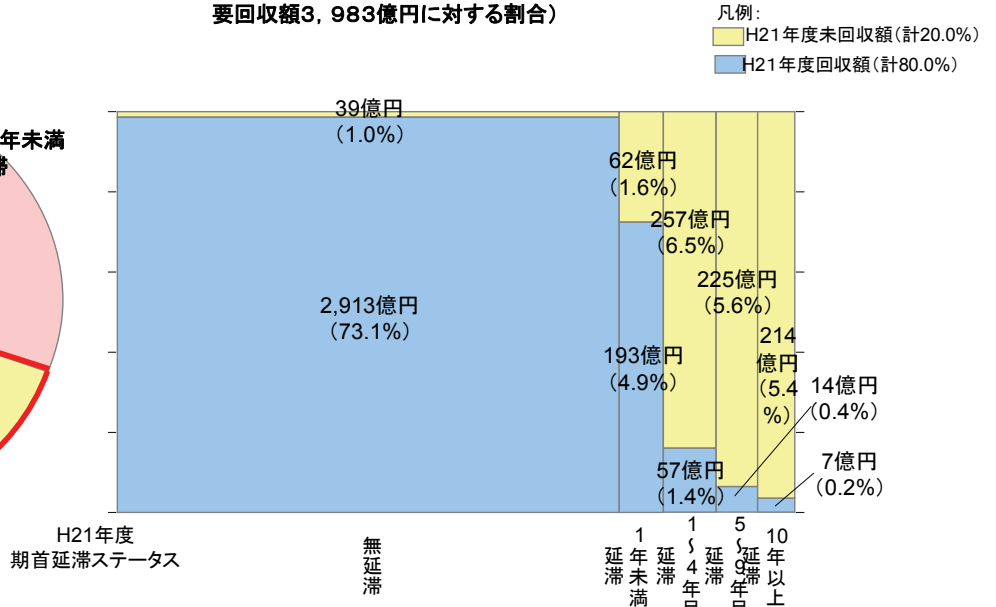 要回収額3，983億円に対する割合）
凡例：
H21年度未回収額（計20.0%）
H21年度回収額（計80.0%）
年未満
滞
39億円
（1.0%）
62億円
（1.6%）
257億円
（6.5%）
225億円
（5.6%）
214
億円
（5.4
%）
2,913億円
（73.1%）
193億円
（4.9%）
57億円
（1.4%）
14億円
（0.4%）
7億円
（0.2%）
H21年度
期首延滞ステータス
無延滞
1年未満
延滞
1～4年
延滞
5～9年
延滞
10年以上
延滞